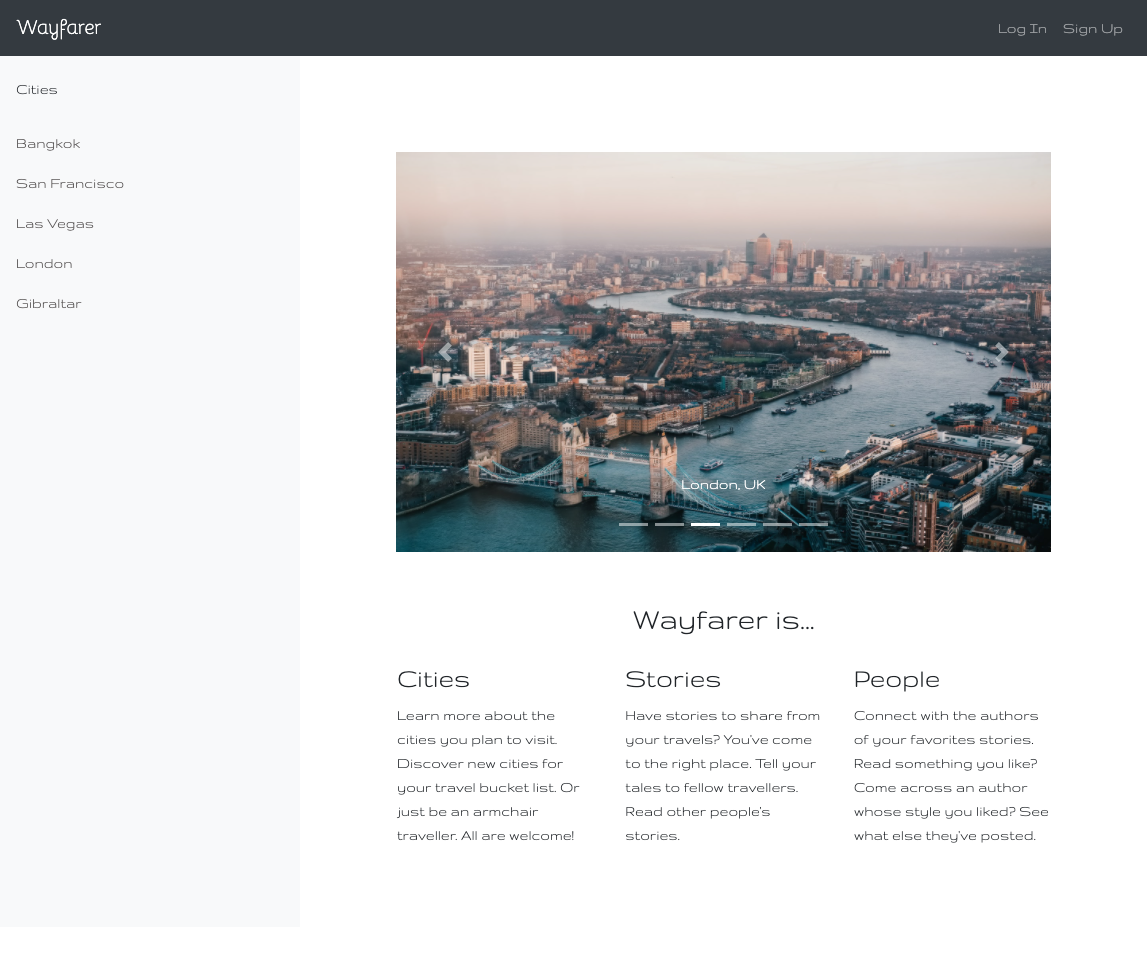 Wayfarer
Log In
Sign Up
Cities
Bangkok
San Francisco
Las Vegas
London
Gibraltar
London, UK
Wayfarer is...
Cities
Learn more about the
cities you plan to visit.
Discover new cities for
your travel bucket list. Or
just be an armchair
traveller. All are welcome!
Stories
Have stories to share from
your travels? You've come
to the right place. Tell your
tales to fellow travellers.
Read other people's
stories.
People
Connect with the authors
of your favorites stories.
Read something you like?
Come across an author
whose style you liked? See
what else they've posted.